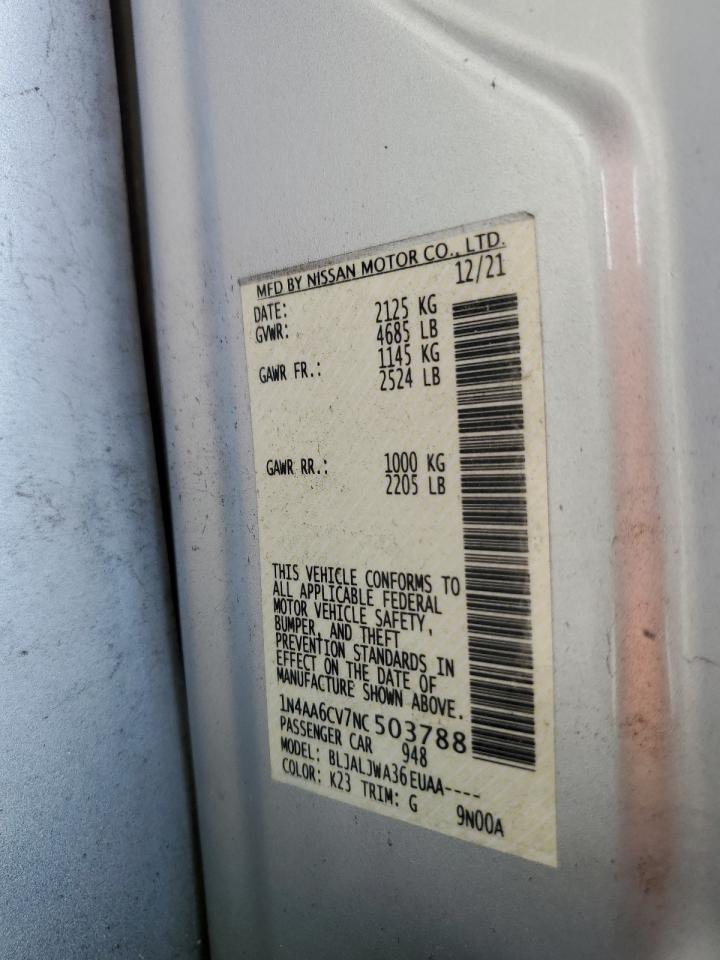 MFD BY NISSAN MOTOR CO., LTD.
DATE: 12/21
GVWR: 2125 KG
4685 LB
GAWR FR.: 1145 KG
2524 LB
GAWR RR.: 1000 KG
2205 LB
THIS VEHICLE CONFORMS TO
ALL APPLICABLE FEDERAL
MOTOR VEHICLE SAFETY,
BUMPER, AND THEFT
PREVENTION STANDARDS IN
EFFECT ON THE DATE OF
MANUFACTURE SHOWN ABOVE.
1N4AA6CV7NC503788
PASSENGER CAR 948
MODEL: BLJALJWA36EUAA----
COLOR: K23 TRIM: G 9N00A